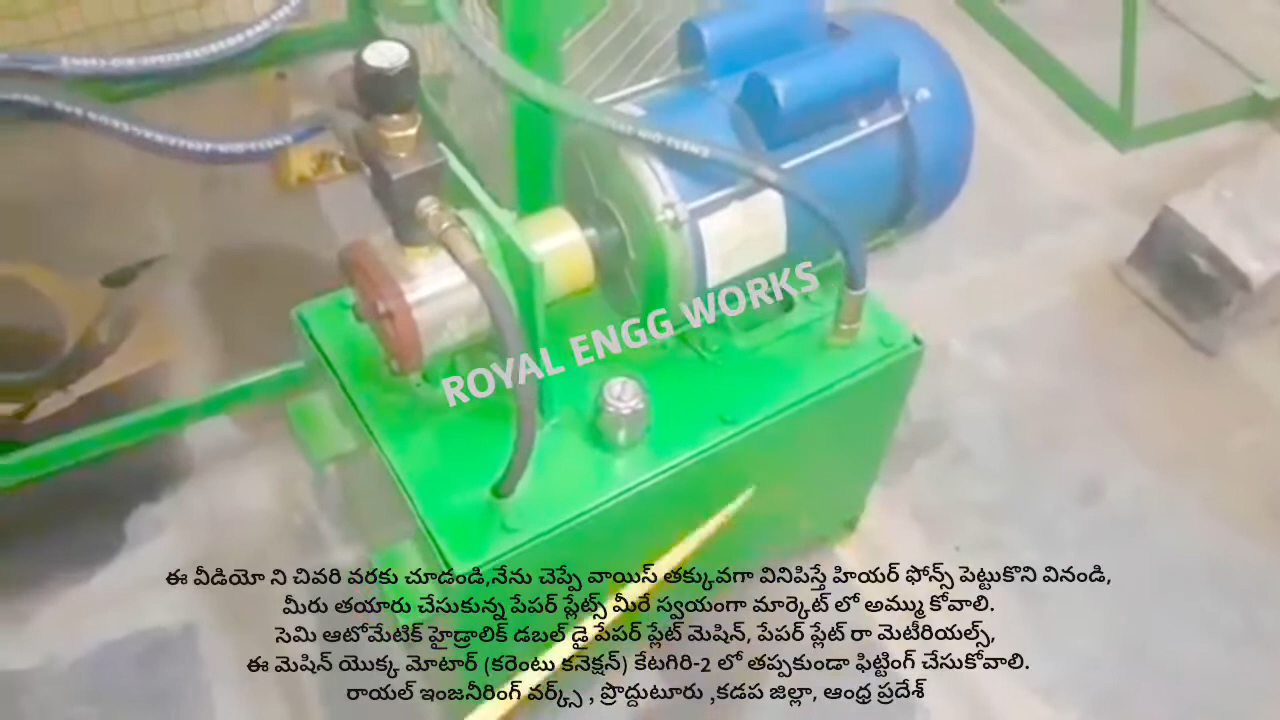 ROYAL ENGG WORKS
ఈ వీడియో ని చివరి వరకు చూడండి,నేను చెప్పే వాయిస్ తక్కువగా వినిపిస్తే హియర్ ఫోన్స్ పెట్టుకొని వినండి,
మీరు తయారు చేసుకున్న పేపర్ ప్లేట్స్ మీరే స్వయంగా మార్కెట్ లో అమ్ము కోవాలి.
సెమి ఆటోమేటిక్ హైడ్రాలిక్ డబల్ డై పేపర్ ప్లేట్ మెషిన్, పేపర్ ప్లేట్ రా మెటీరియల్స్,
ఈ మెషిన్ యొక్క మోటార్ (కరెంటు కనెక్షన్) కేటగిరి-2 లో తప్పకుండా ఫిట్టింగ్ చేసుకోవాలి.
రాయల్ ఇంజనీరింగ్ వర్క్స్ , ప్రొద్దుటూరు ,కడప జిల్లా, ఆంధ్ర ప్రదేశ్